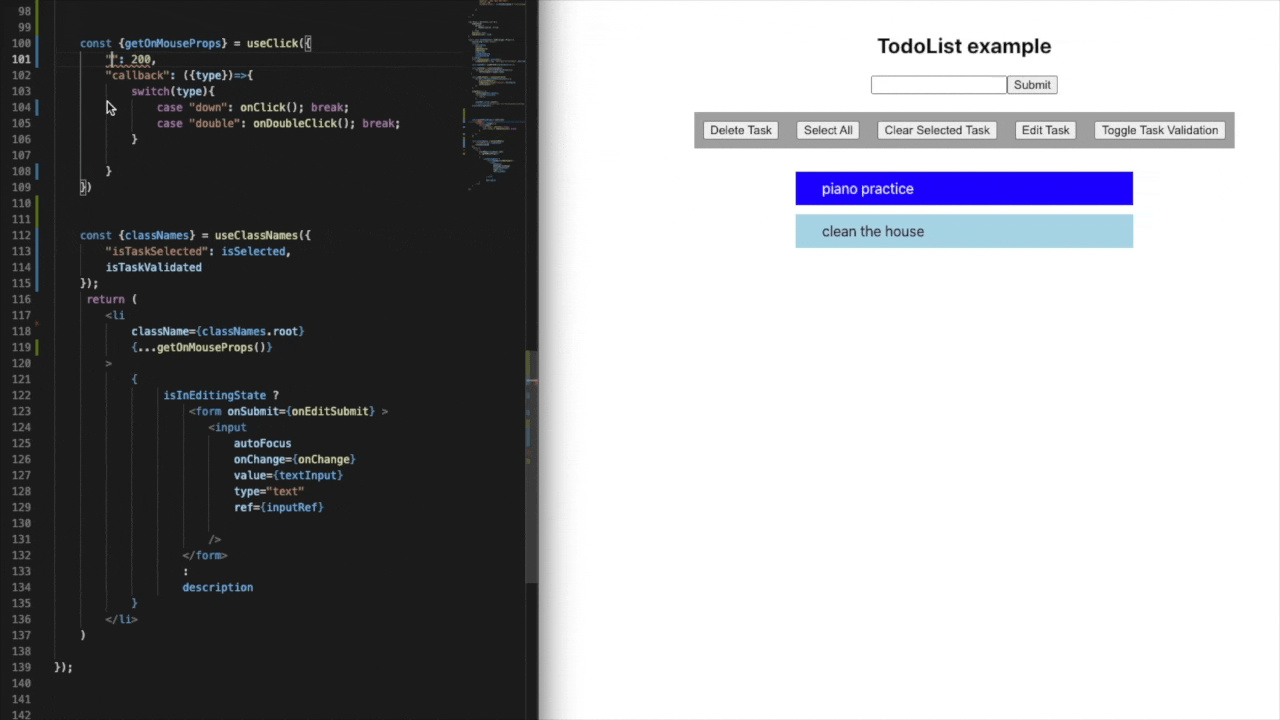 98
99
100 const {getOnMouseProps} = useClick({
101 "": 200,
102 "callback": ({type})=>{
103 switch(type){
104 case "down": onClick(); break;
105 case "double": onDoubleClick(); break;
106 }
107
108 }
109 })
110
111
112 const {classNames} = useClassNames({
113 "isTaskSelected": isSelected,
114 isTaskValidated
115 });
116 return (
117 <li
118 className={classNames.root}
119 {...getOnMouseProps()}
120 >
121 {
122 isInEditingState ?
123 <form onSubmit={onEditSubmit} >
124 <input
125 autoFocus
126 onChange={onChange}
127 value={textInput}
128 type="text"
129 ref={inputRef}
130
131 />
132 </form>
133 :
134 description
135 }
136 </li>
137 )
138
139 });
140
141
142
TodoList example
Submit
Delete Task Select All Clear Selected Task Edit Task Toggle Task Validation
piano practice
clean the house